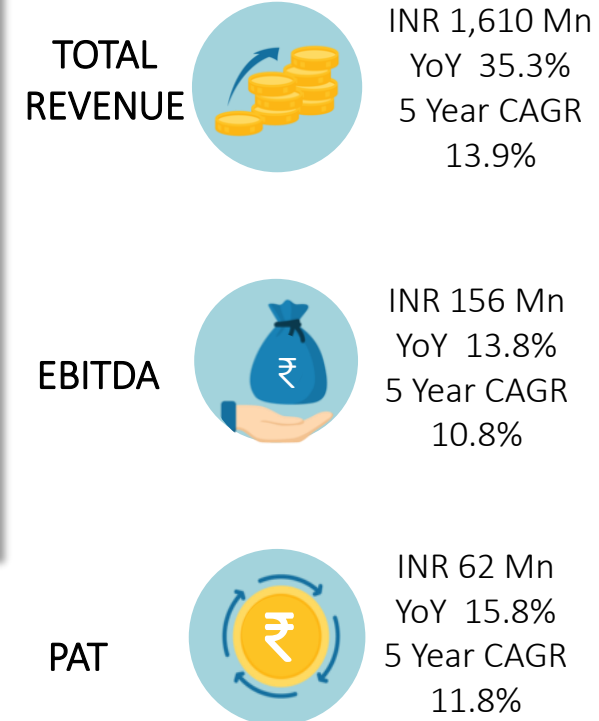 TOTAL
REVENUE
INR 1,610 Mn
YoY 35.3%
5 Year CAGR
13.9%
EBITDA
₹
INR 156 Mn
YoY 13.8%
5 Year CAGR
10.8%
PAT
₹
INR 62 Mn
YoY 15.8%
5 Year CAGR
11.8%